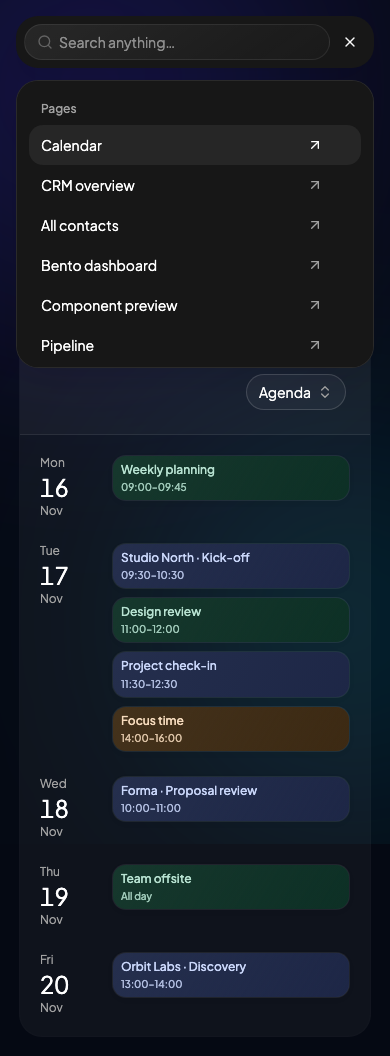 Search anything...
Pages
Calendar
CRM overview
All contacts
Bento dashboard
Component preview
Pipeline
Agenda
Mon
16
Nov
Weekly planning
09:00–09:45
Tue
17
Nov
Studio North · Kick-off
09:30–10:30
Design review
11:00–12:00
Project check-in
11:30–12:30
Focus time
14:00–16:00
Wed
18
Nov
Forma · Proposal review
10:00–11:00
Thu
19
Nov
Team offsite
All day
Fri
20
Nov
Orbit Labs · Discovery
13:00–14:00